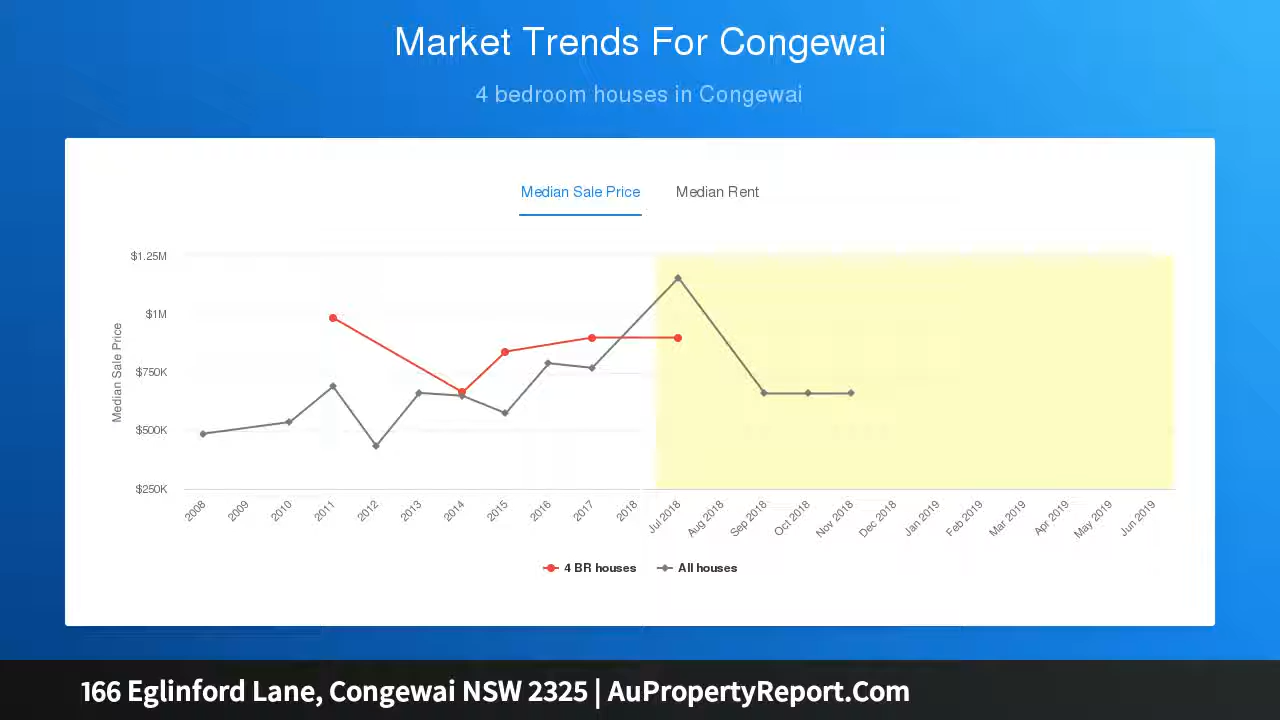 Market Trends For Congewai
4 bedroom houses in Congewai
Median Sale Price Median Rent
$1.25M
$1M
$750K
$500K
$250K
Median Sale Price
2008 2009 2010 2011 2012 2013 2014 2015 2016 2017 2018 Jul 2018 Aug 2018 Sep 2018 Oct 2018 Nov 2018 Dec 2018 Jan 2019 Feb 2019 Mar 2019 Apr 2019 May 2019 Jun 2019
4 BR houses All houses
166 Eglinford Lane, Congewai NSW 2325 | AuPropertyReport.Com